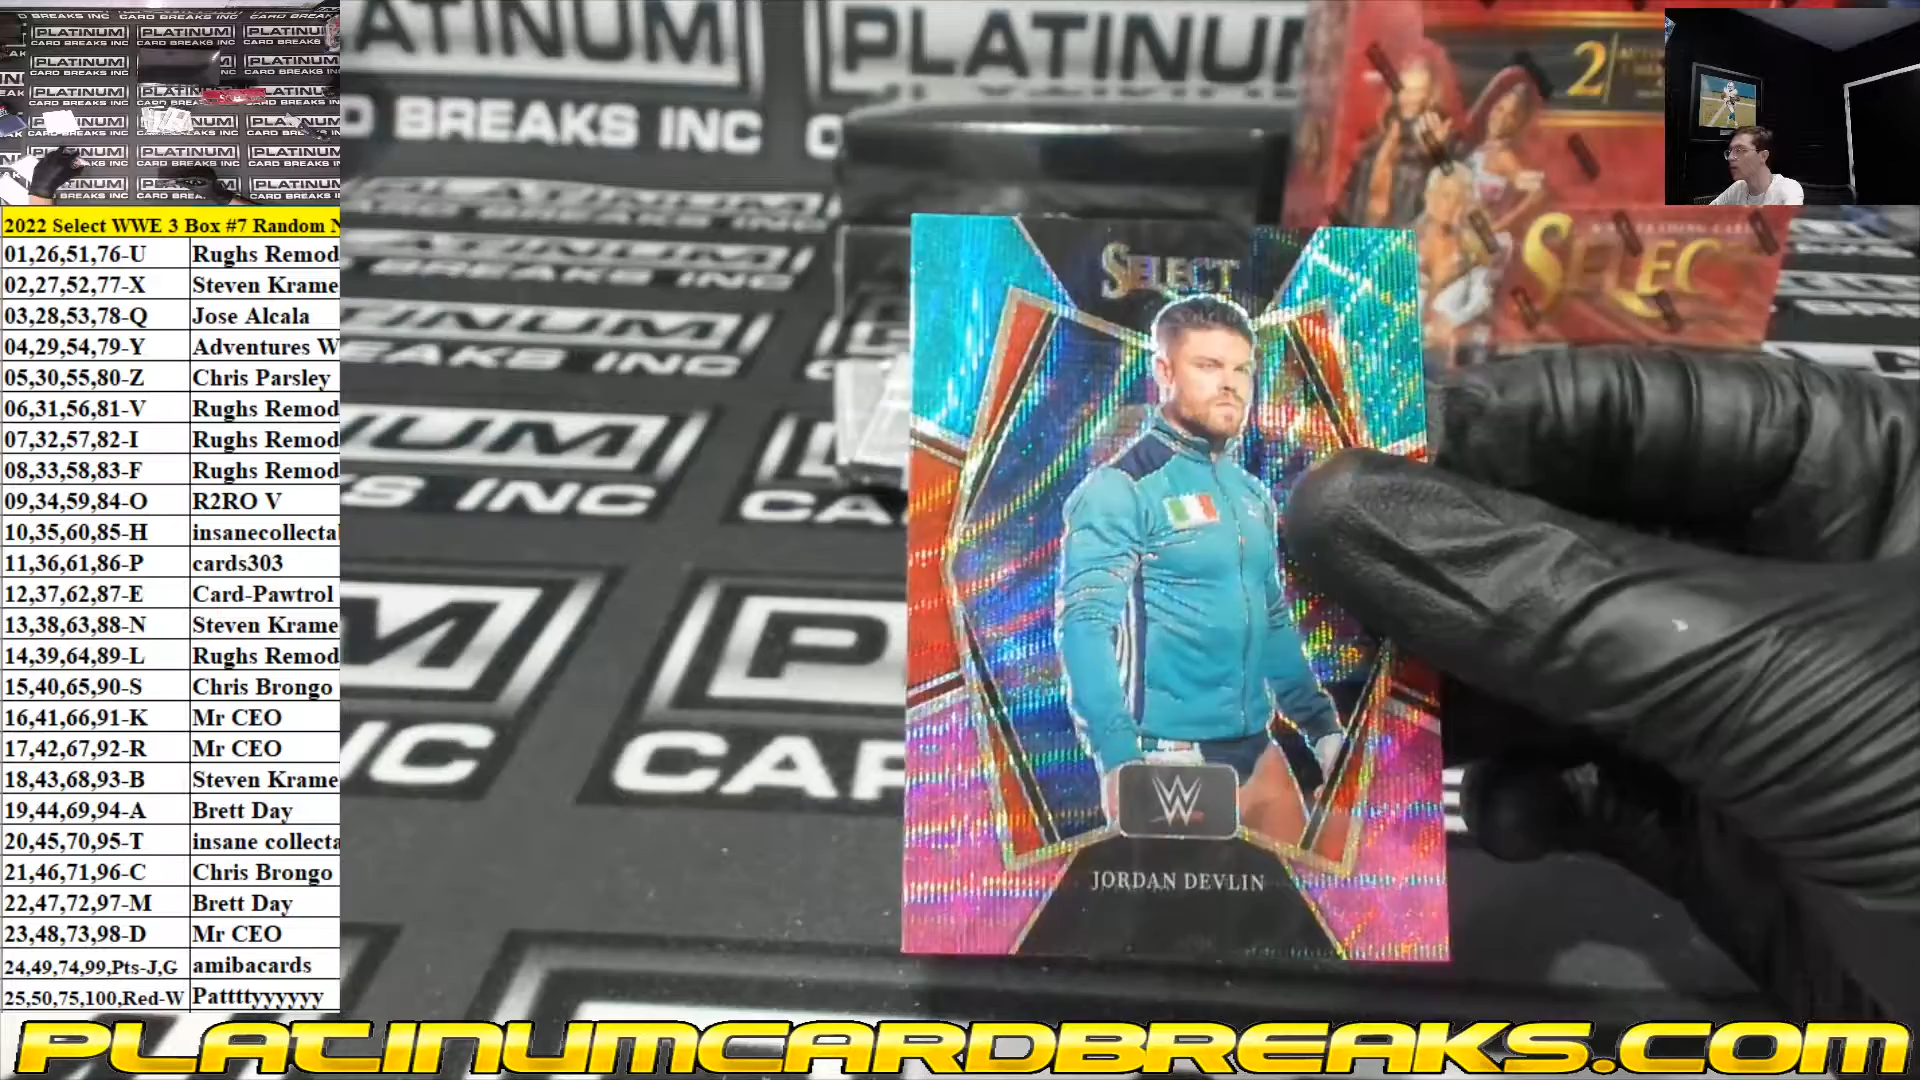 2022 Select WWE 3 Box #7 Random N
01,26,51,76-U Rughs Remod
02,27,52,77-X Steven Krame
03,28,53,78-Q Jose Alcala
04,29,54,79-Y Adventures W
05,30,55,80-Z Chris Parsley
06,31,56,81-V Rughs Remod
07,32,57,82-I Rughs Remod
08,33,58,83-F Rughs Remod
09,34,59,84-O R2RO V
10,35,60,85-H insanecollecta
11,36,61,86-P cards303
12,37,62,87-E Card-Pawtrol
13,38,63,88-N Steven Krame
14,39,64,89-L Rughs Remod
15,40,65,90-S Chris Brongo
16,41,66,91-K Mr CEO
17,42,67,92-R Mr CEO
18,43,68,93-B Steven Krame
19,44,69,94-A Brett Day
20,45,70,95-T insane collecta
21,46,71,96-C Chris Brongo
22,47,72,97-M Brett Day
23,48,73,98-D Mr CEO
24,49,74,99,Pts-J,G amibacards
25,50,75,100,Red-W Patttyyyyyy
ATINUM PLATINUM
D BREAKS INC C
2
SELECT
SELECT
W
JORDAN DEVLIN
PLATINUMCARDBREAKS.COM